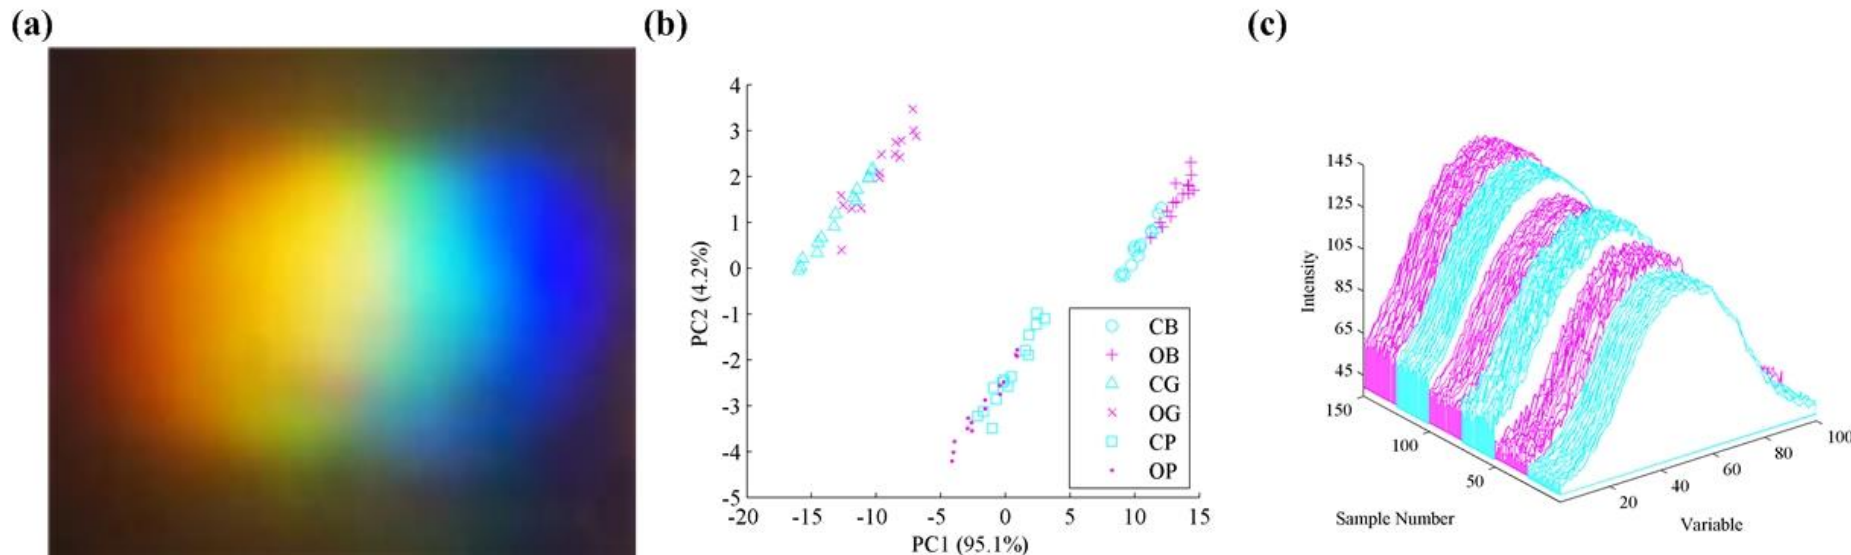 (a)
(b)
(c)
4
3
2
1
0
-1
-2
-3
-4
-5
PC2 (4.2%)
-20 -15 -10 -5 0 5 10 15
PC1 (95.1%)
CB
OB
CG
OG
CP
OP
145
125
105
85
65
45
Intensity
150
100
50
Sample Number
20
40
60
80
100
Variable